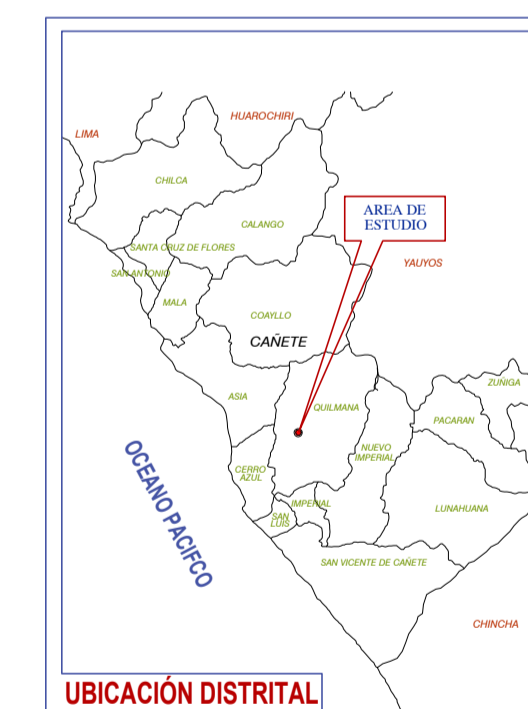 HUAROCHIRI
LIMA
CHILCA
AREA DE
ESTUDIO
CALANGO
SANTA CRUZ DE FLORES
YAUYOS
SAN ANTONIO
MALA
COAYLLO
CAÑETE
ZUÑIGA
ASIA
QUILMANA
PACARAN
OCEANO PACIFCO
NUEVO
IMPERIAL
CERRO
AZUL
IMPERIAL
LUNAHUANA
SAN
LUIS
SAN VICENTE DE CAÑETE
CHINCHA
UBICACIÓN DISTRITAL